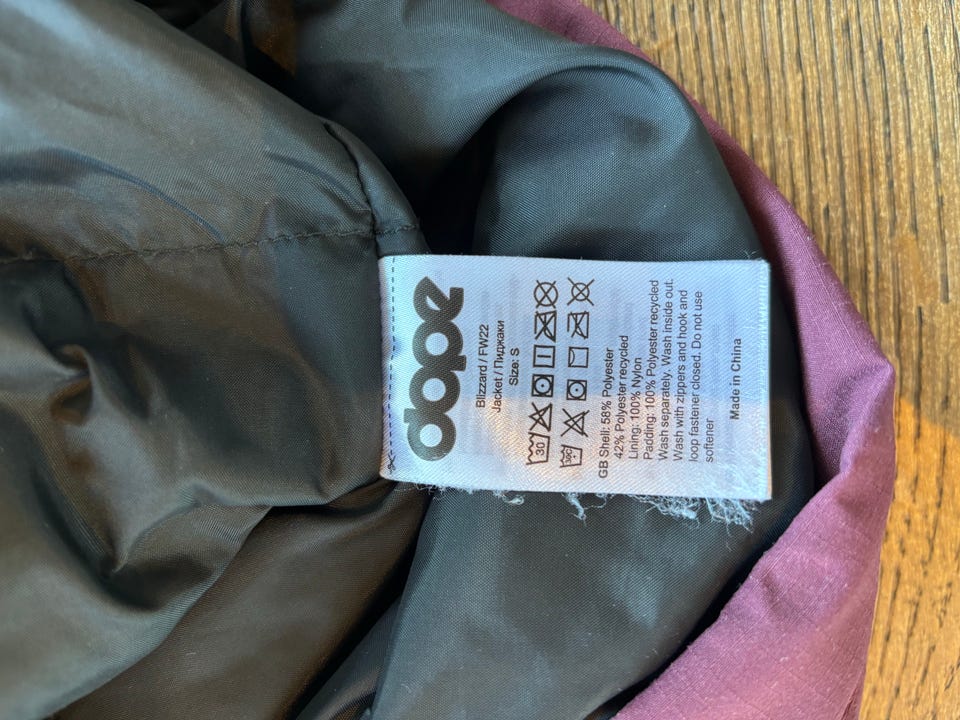 dope
Blizzard / FW22
Jacket / Пиджаки
Size: S
30
GB Shell: 58% Polyester
42% Polyester recycled
Lining: 100% Nylon
Padding: 100% Polyester recycled
Wash separately. Wash inside out.
Wash with zippers and hook and
loop fastener closed. Do not use
softener
Made in China